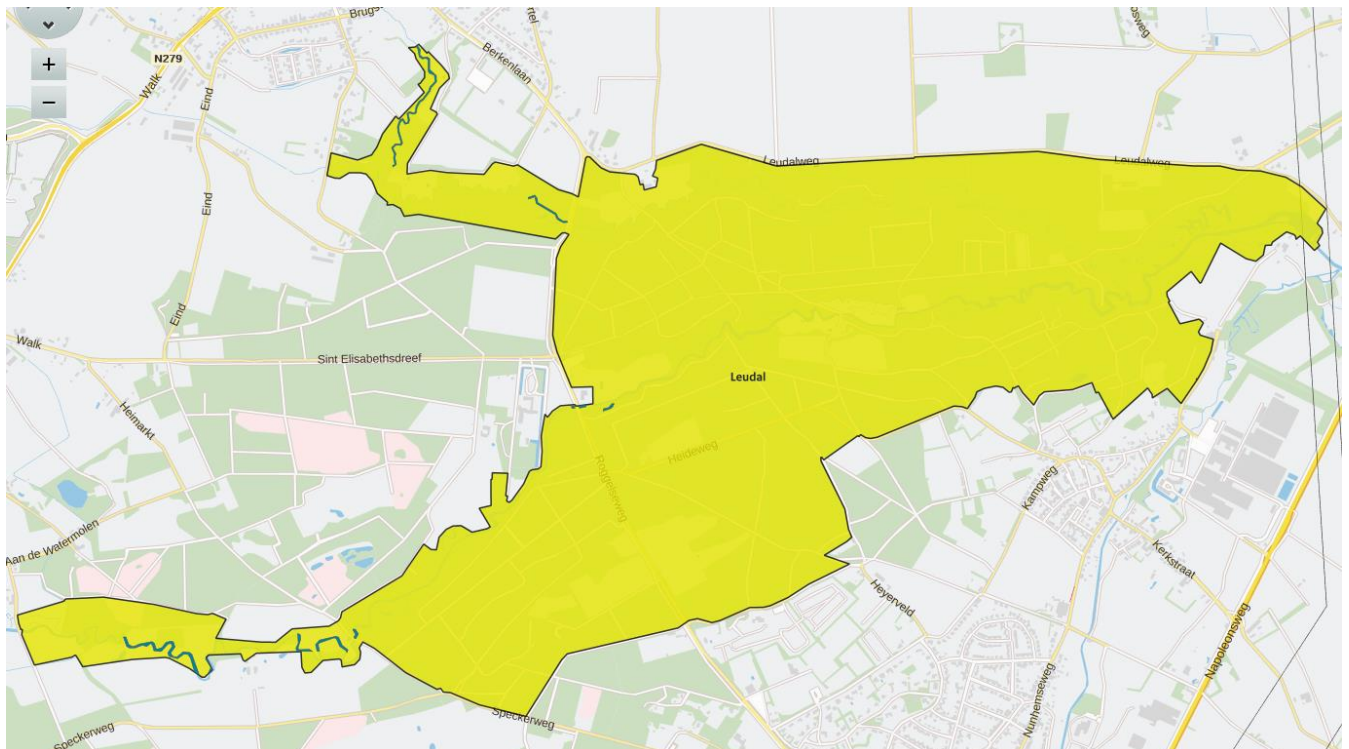 Brugs
N279
Walk
Berkenlaan
Eind
Leudalweg
Leudalweg
Eind
Eind
Walk
Sint Elisabethsdreef
Leudal
Heimarkt
Heideweg
Roggelseweg
Kampweg
Aan de Watermolen
Kerkstraat
Heyerveld
Napoleonsweg
Nunhemseweg
Speckerweg
Speckerweg